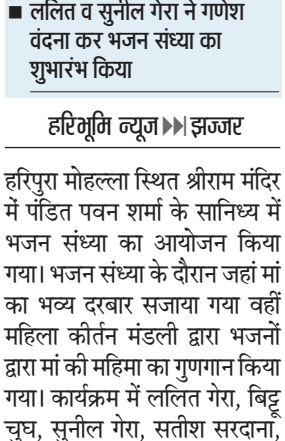 ■ ललित व सुनील गेरा ने गणेश
वंदना कर भजन संध्या का
शुभारंभ किया
हरिभूमि न्यूज ▶▶| झज्जर
हरिपुरा मोहल्ला स्थित श्रीराम मंदिर
में पंडित पवन शर्मा के सानिध्य में
भजन संध्या का आयोजन किया
गया। भजन संध्या के दौरान जहां मां
का भव्य दरबार सजाया गया वहीं
महिला कीर्तन मंडली द्वारा भजनों
द्वारा मां की महिमा का गुणगान किया
गया। कार्यक्रम में ललित गेरा, बिट्टू
चुघ, सुनील गेरा, सतीश सरदाना,